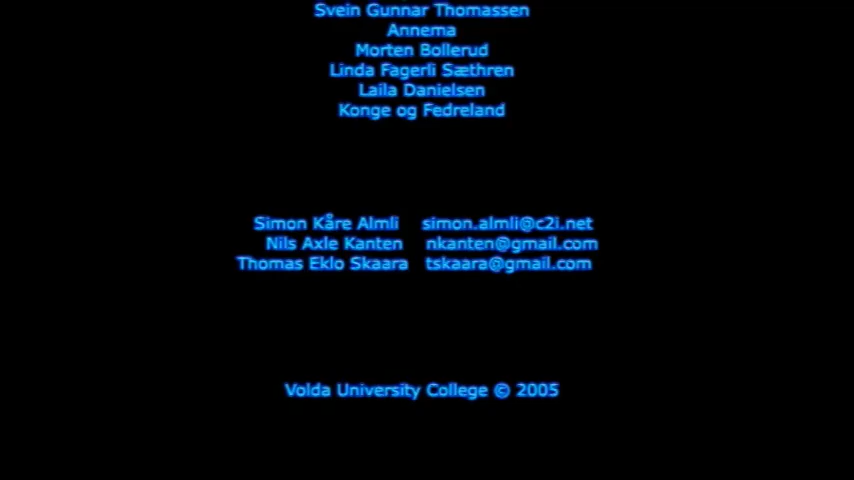 Svein Gunnar Thomassen
Annema
Morten Bollerud
Linda Fagerli Sæthren
Laila Danielsen
Konge og Fedreland
Simon Kåre Almli simon.almli@c2i.net
Nils Axle Kanten nkanten@gmail.com
Thomas Eklo Skaara tskaara@gmail.com
Volda University College © 2005